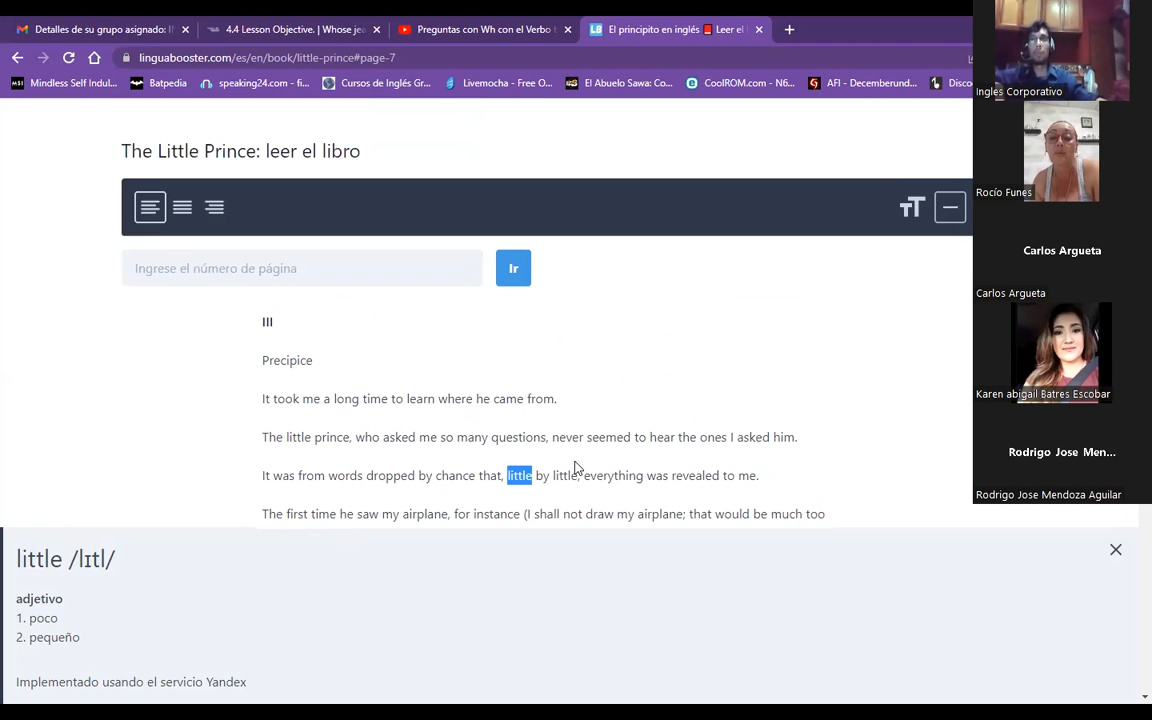 Detalles de su grupo asignado: I
4.4 Lesson Objective. | Whose je
Preguntas con Wh con el Verbo t
LB El principito en inglés Leer el l
linguabooster.com/es/en/book/little-prince#page-7
Mindless Self Indul...
Batpedia
speaking24.com - fi...
Cursos de Inglés Gr...
Livemocha - Free O...
El Abuelo Sawa: Co...
CoolROM.com - N6...
AFI - Decemberund...
Disco
Ingles Corporativo
The Little Prince: leer el libro
Rocío Funes
TT
Ingrese el número de página
Ir
Carlos Argueta
Carlos Argueta
III
Precipice
It took me a long time to learn where he came from.
Karen abigail Batres Escobar
The little prince, who asked me so many questions, never seemed to hear the ones I asked him.
Rodrigo Jose Men...
It was from words dropped by chance that, little by little, everything was revealed to me.
Rodrigo Jose Mendoza Aguilar
The first time he saw my airplane, for instance (I shall not draw my airplane; that would be much too
little /lɪtl/
adjetivo
1. poco
2. pequeño
Implementado usando el servicio Yandex